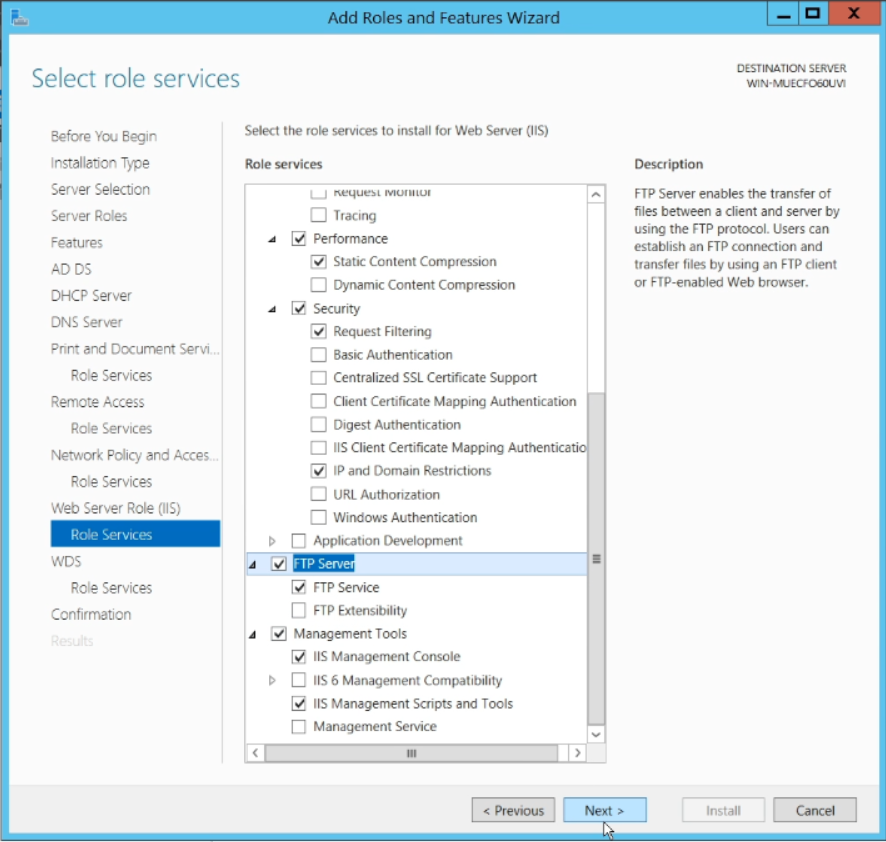 Add Roles and Features Wizard
X
Select role services
DESTINATION SERVER
WIN-MUECFO60UVI
Before You Begin
Installation Type
Server Selection
Server Roles
Features
AD DS
DHCP Server
DNS Server
Print and Document Servi...
Role Services
Remote Access
Role Services
Network Policy and Acces...
Role Services
Web Server Role (IIS)
Role Services
WDS
Role Services
Confirmation
Results
Select the role services to install for Web Server (IIS)
Role services
Request Monitor
Tracing
Performance
Static Content Compression
Dynamic Content Compression
Security
Request Filtering
Basic Authentication
Centralized SSL Certificate Support
Client Certificate Mapping Authentication
Digest Authentication
IIS Client Certificate Mapping Authenticatio
IP and Domain Restrictions
URL Authorization
Windows Authentication
Application Development
FTP Server
FTP Service
FTP Extensibility
Management Tools
IIS Management Console
IIS 6 Management Compatibility
IIS Management Scripts and Tools
Management Service
Description
FTP Server enables the transfer of
files between a client and server by
using the FTP protocol. Users can
establish an FTP connection and
transfer files by using an FTP client
or FTP-enabled Web browser.
< Previous
Next >
Install
Cancel